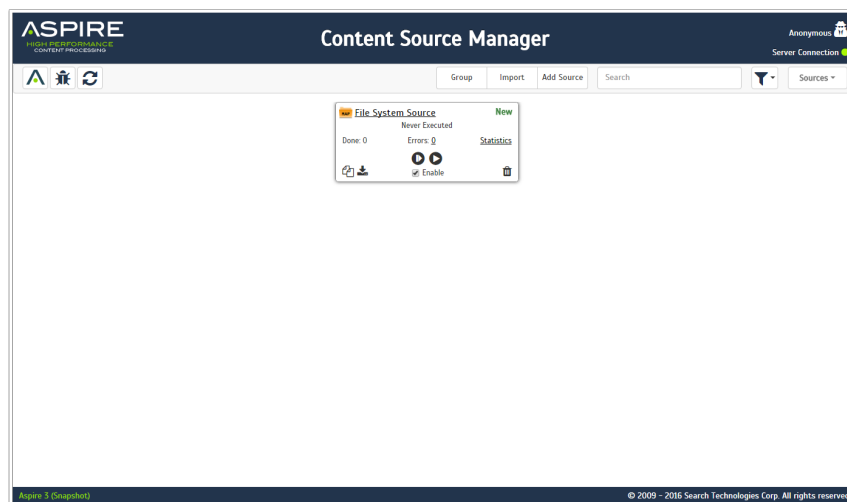 ASPIRE
HIGH PERFORMANCE
CONTENT PROCESSING
Content Source Manager
Anonymous
Server Connection
Group Import Add Source Search Sources
File System Source New
Never Executed
Done: 0 Errors: 0 Statistics
Enable
Aspire 3 (Snapshot) © 2009 - 2016 Search Technologies Corp. All rights reserved